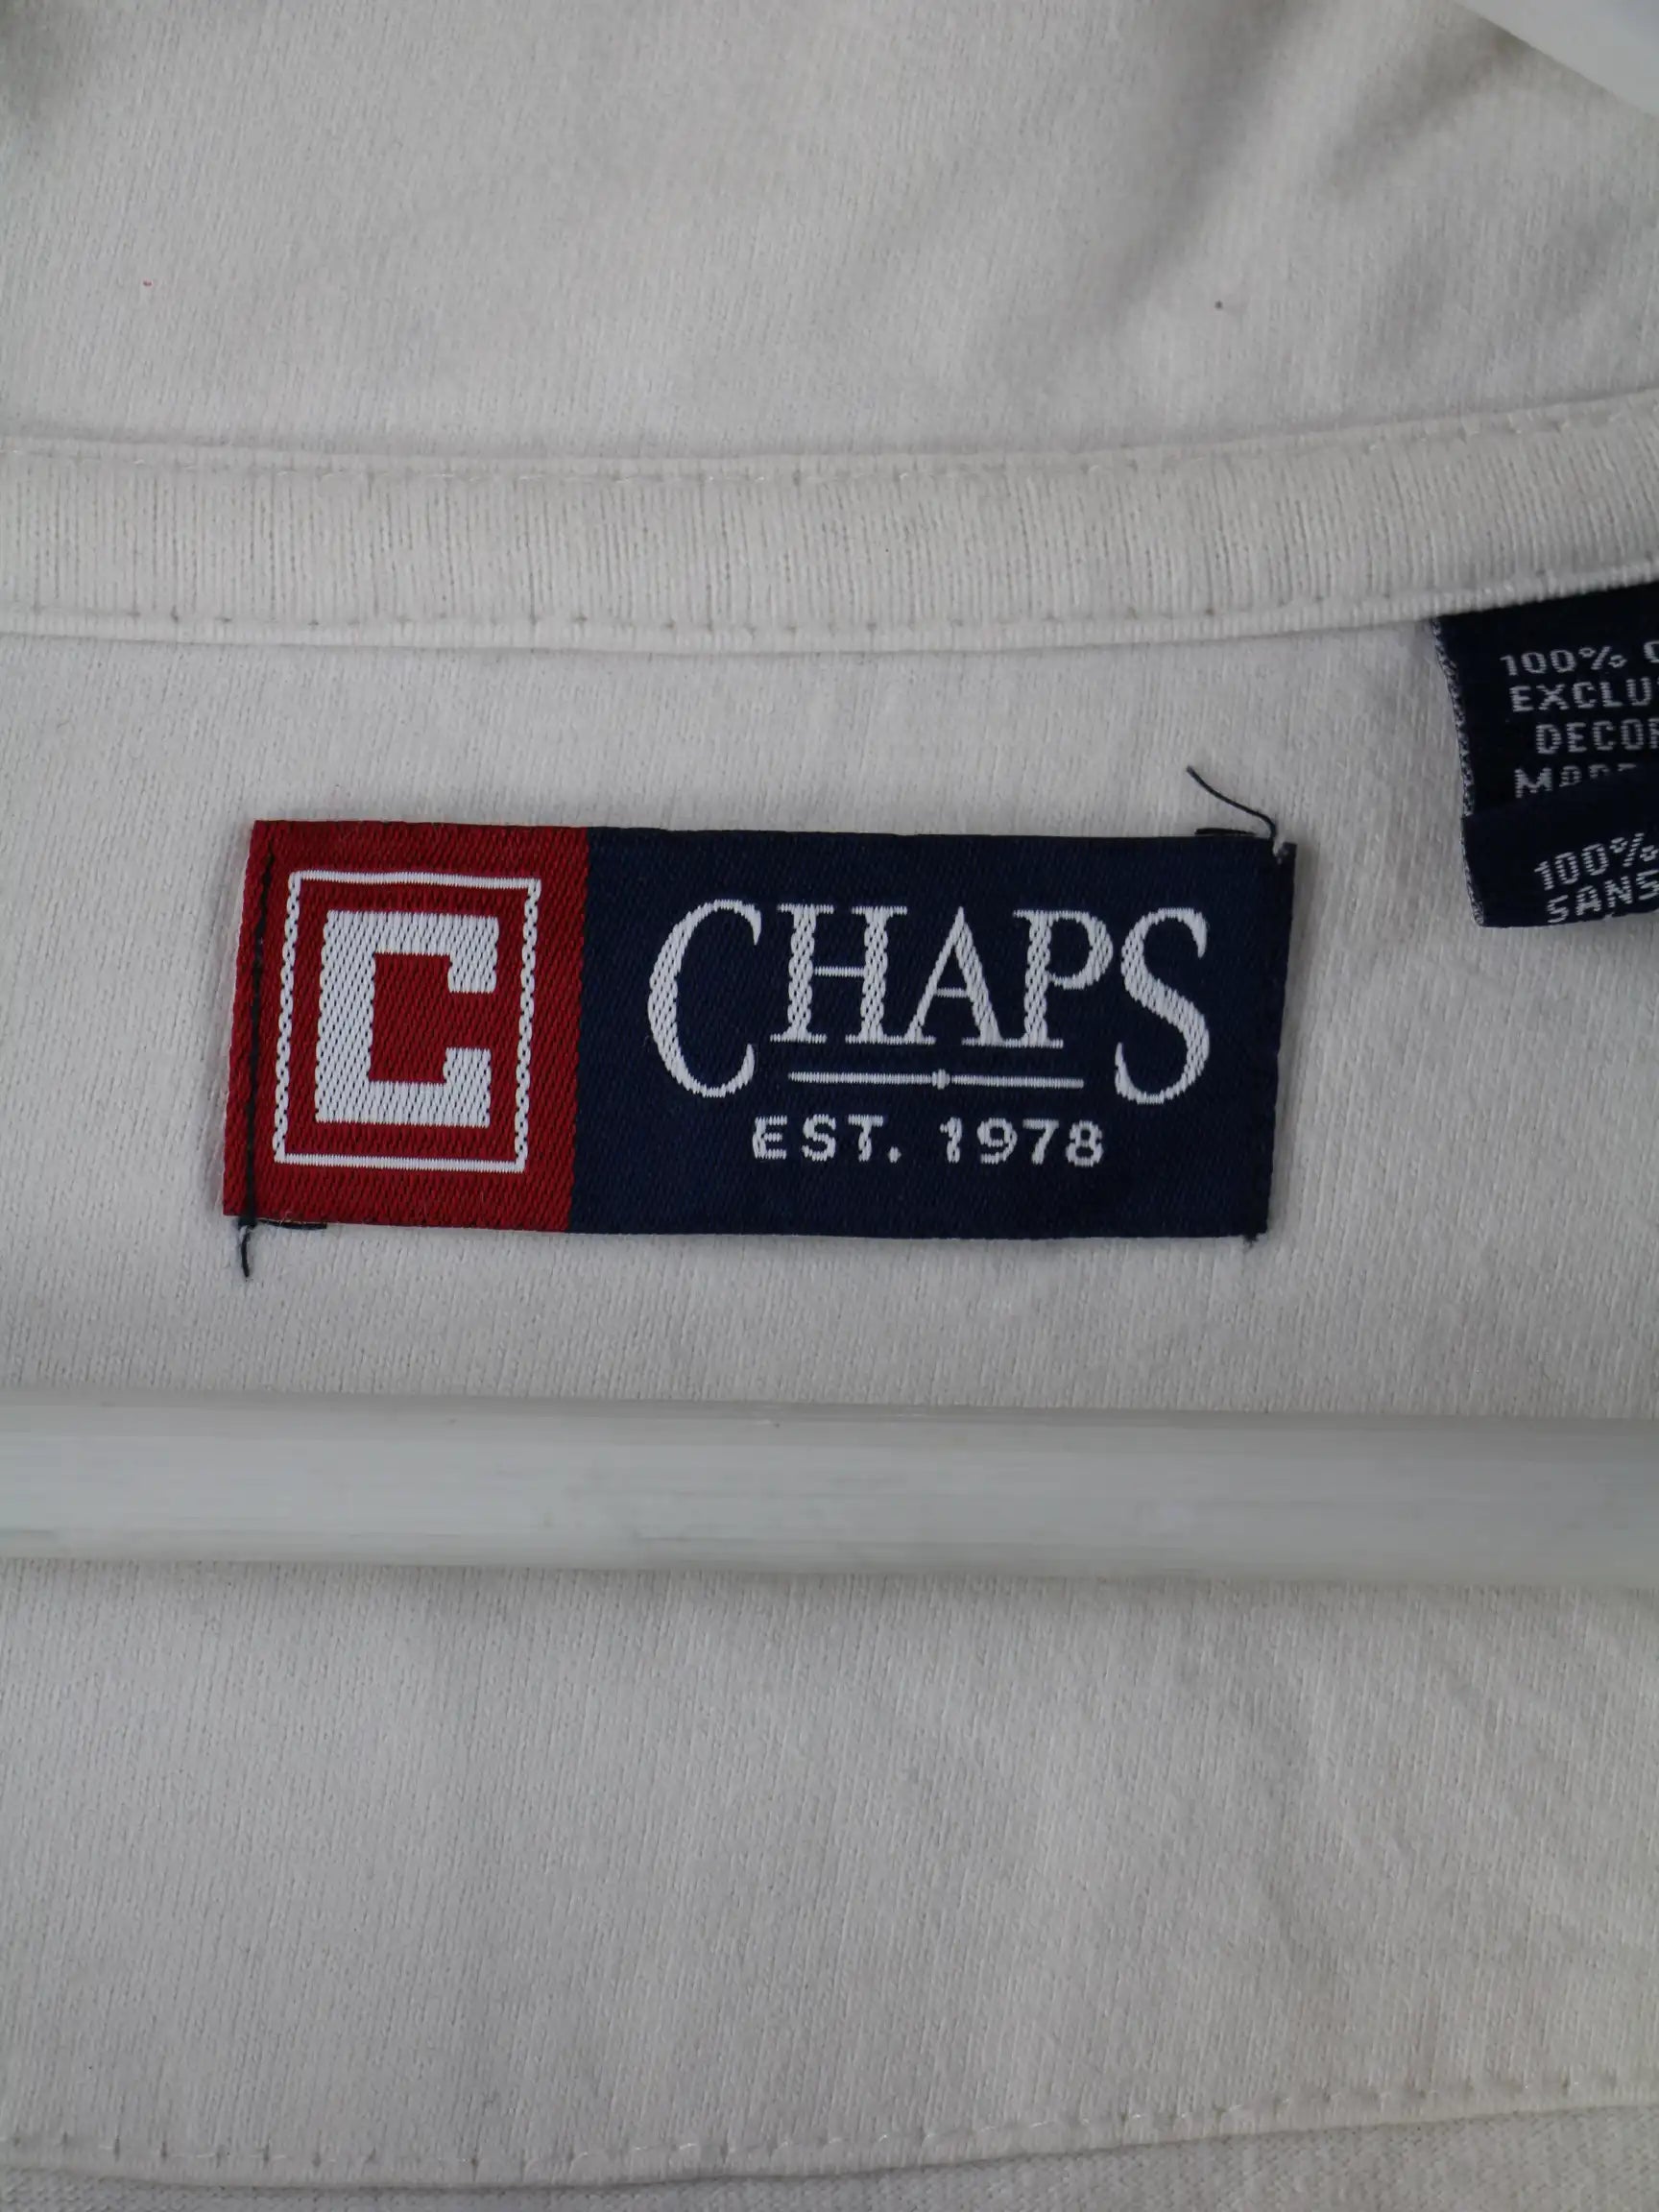 C
CHAPS
EST. 1978
100%
EXCLU
DECOR
100%
SANS